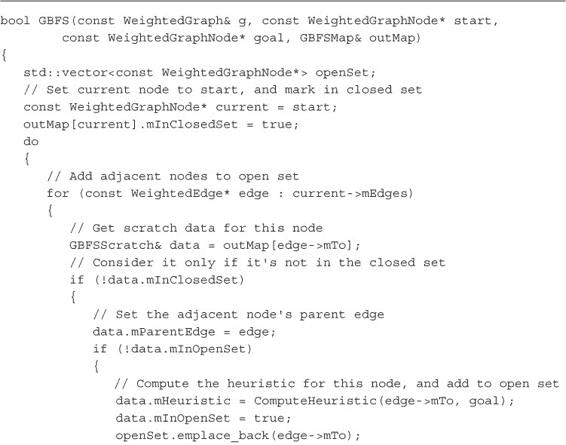 bool GBFS(const WeightedGraph& g, const WeightedGraphNode* start,
const WeightedGraphNode* goal, GBFSMap& outMap)
{
std::vector<const WeightedGraphNode*> openSet;
// Set current node to start, and mark in closed set
const WeightedGraphNode* current = start;
outMap[current].mInClosedSet = true;
do
{
// Add adjacent nodes to open set
for (const WeightedEdge* edge : current->mEdges)
{
// Get scratch data for this node
GBFSScratch& data = outMap[edge->mTo];
// Consider it only if it's not in the closed set
if (!data.mInClosedSet)
{
// Set the adjacent node's parent edge
data.mParentEdge = edge;
if (!data.mInOpenSet)
{
// Compute the heuristic for this node, and add to open set
data.mHeuristic = ComputeHeuristic(edge->mTo, goal);
data.mInOpenSet = true;
openSet.emplace_back(edge->mTo);